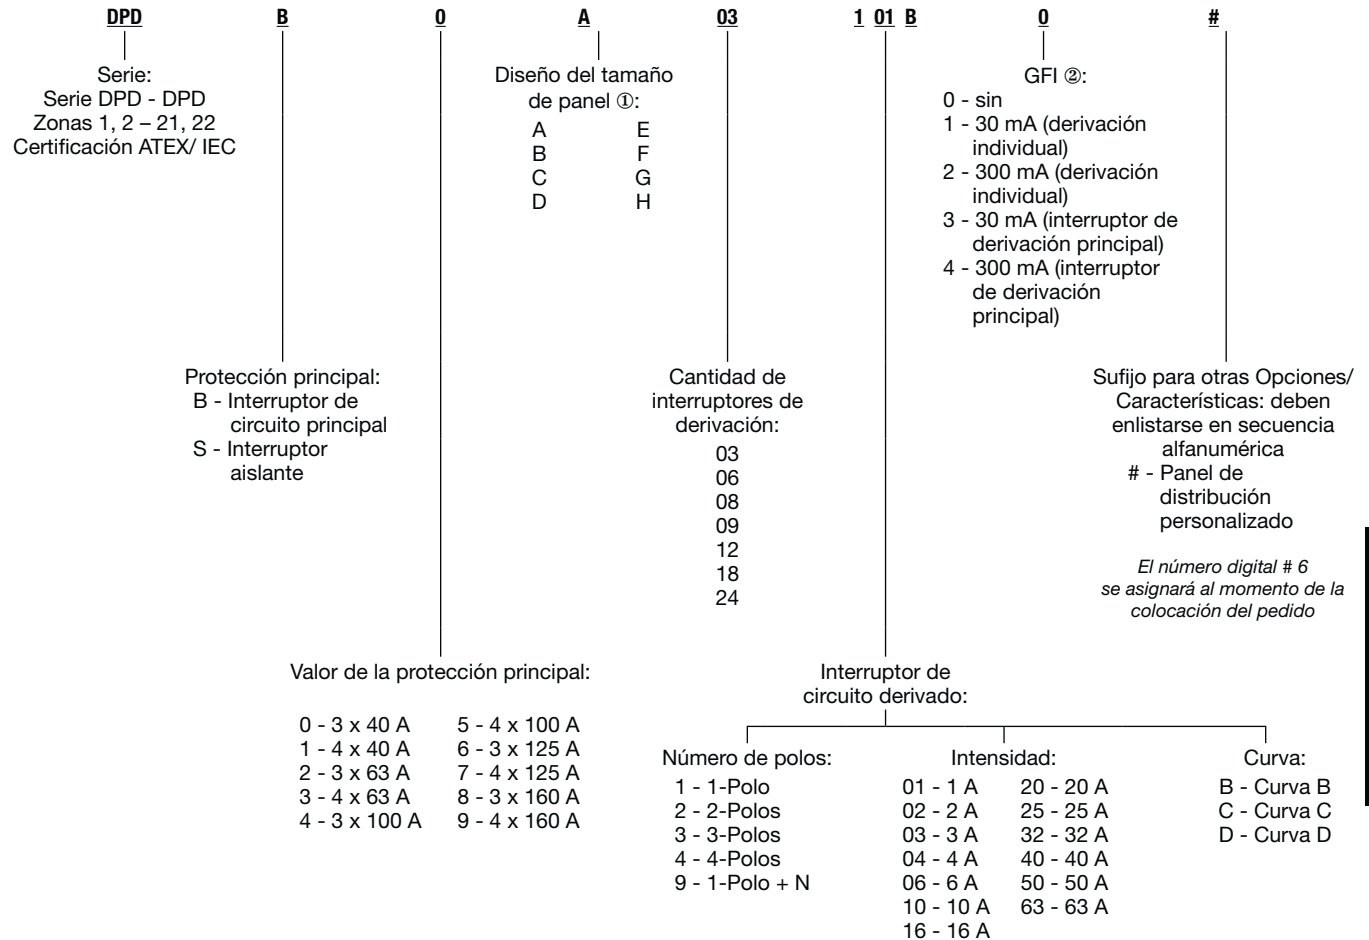 DPD B 0 A 03 1 01 B 0 #
Serie:
Serie DPD - DPD
Zonas 1, 2 – 21, 22
Certificación ATEX/ IEC
Diseño del tamaño
de panel ①:
A E
B F
C G
D H
GFI ②:
0 - sin
1 - 30 mA (derivación
individual)
2 - 300 mA (derivación
individual)
3 - 30 mA (interruptor de
derivación principal)
4 - 300 mA (interruptor
de derivación
principal)
Protección principal:
B - Interruptor de
circuito principal
S - Interruptor
aislante
Cantidad de
interruptores de
derivación:
03
06
08
09
12
18
24
Sufijo para otras Opciones/
Características: deben
enlistarse en secuencia
alfanumérica
# - Panel de
distribución
personalizado
El número digital # 6
se asignará al momento de la
colocación del pedido
Valor de la protección principal:
0 - 3 x 40 A 5 - 4 x 100 A
1 - 4 x 40 A 6 - 3 x 125 A
2 - 3 x 63 A 7 - 4 x 125 A
3 - 4 x 63 A 8 - 3 x 160 A
4 - 3 x 100 A 9 - 4 x 160 A
Interruptor de
circuito derivado:
Número de polos:
1 - 1-Polo
2 - 2-Polos
3 - 3-Polos
4 - 4-Polos
9 - 1-Polo + N
Intensidad:
01 - 1 A 20 - 20 A
02 - 2 A 25 - 25 A
03 - 3 A 32 - 32 A
04 - 4 A 40 - 40 A
06 - 6 A 50 - 50 A
10 - 10 A 63 - 63 A
16 - 16 A
Curva:
B - Curva B
C - Curva C
D - Curva D